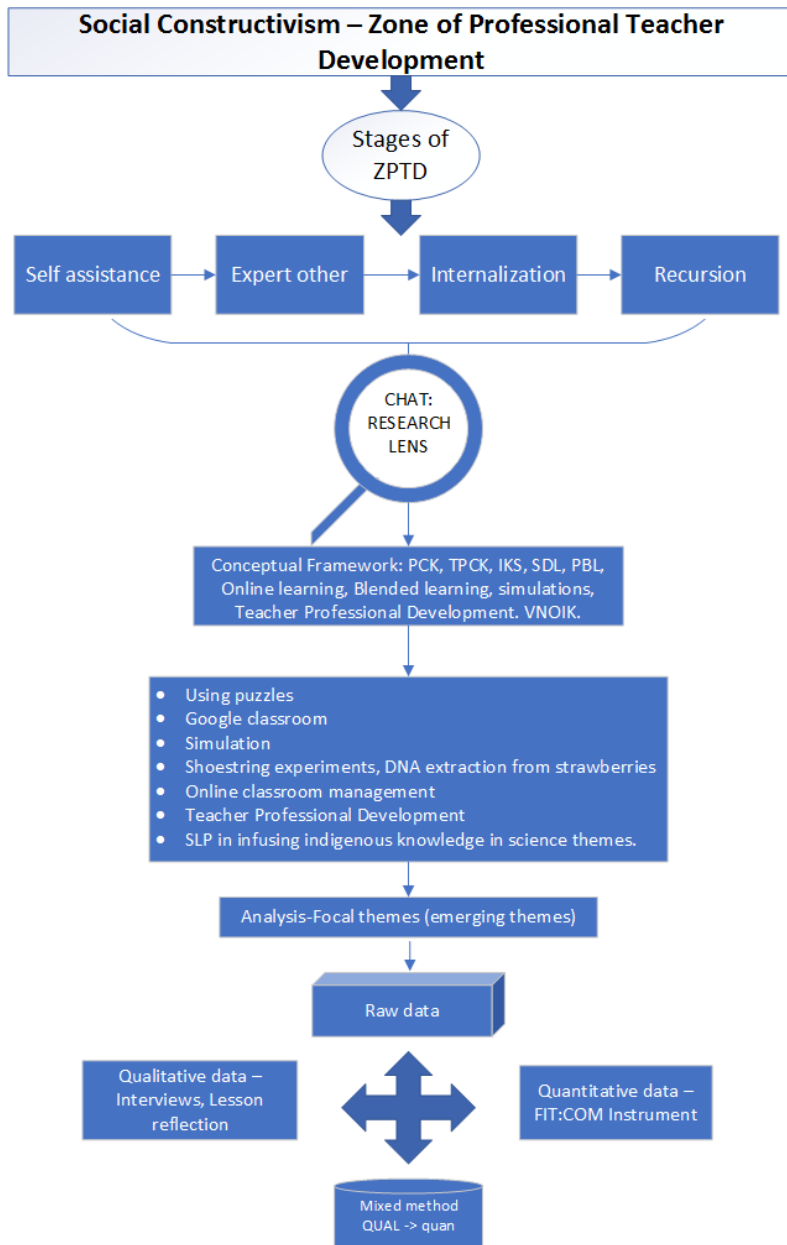 Social Constructivism – Zone of Professional Teacher
Development
Stages of
ZPTD
Self assistance
Expert other
Internalization
Recursion
CHAT:
RESEARCH
LENS
Conceptual Framework: PCK, TPCK, IKS, SDL, PBL,
Online learning, Blended learning, simulations,
Teacher Professional Development. VNOIK.
• Using puzzles
• Google classroom
• Simulation
• Shoestring experiments, DNA extraction from strawberries
• Online classroom management
• Teacher Professional Development
• SLP in infusing indigenous knowledge in science themes.
Analysis-Focal themes (emerging themes)
Raw data
Qualitative data –
Interviews, Lesson
reflection
Quantitative data –
FIT:COM Instrument
Mixed method
QUAL -> quan